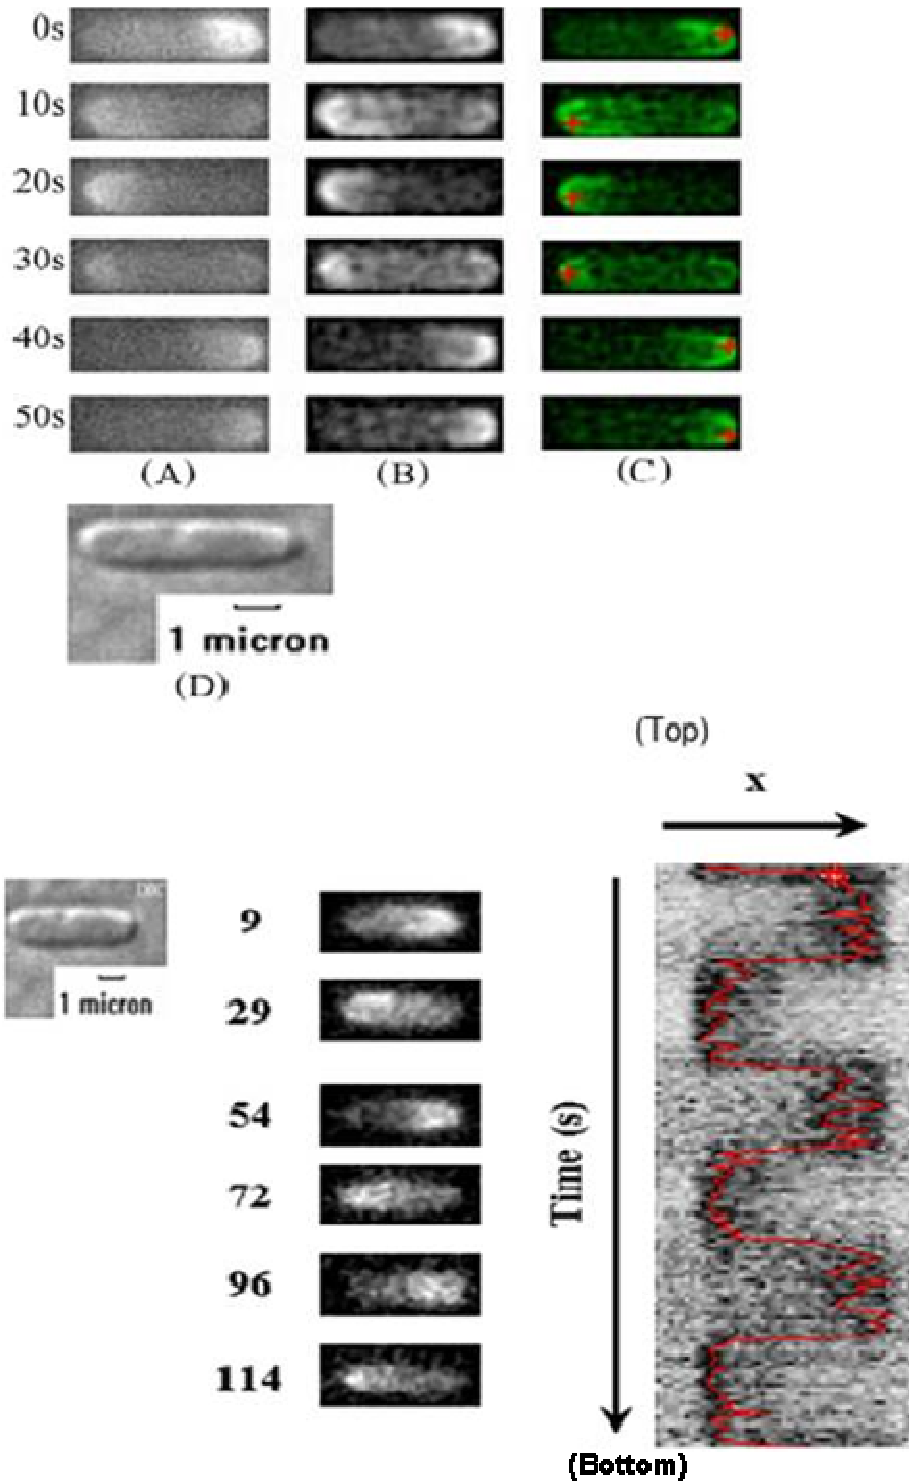 0s
10s
20s
30s
40s
50s
(A) (B) (C)
1 micron
(D)
(Top)
x
1 micron
9
29
54
72
96
114
Time (s)
(Bottom)